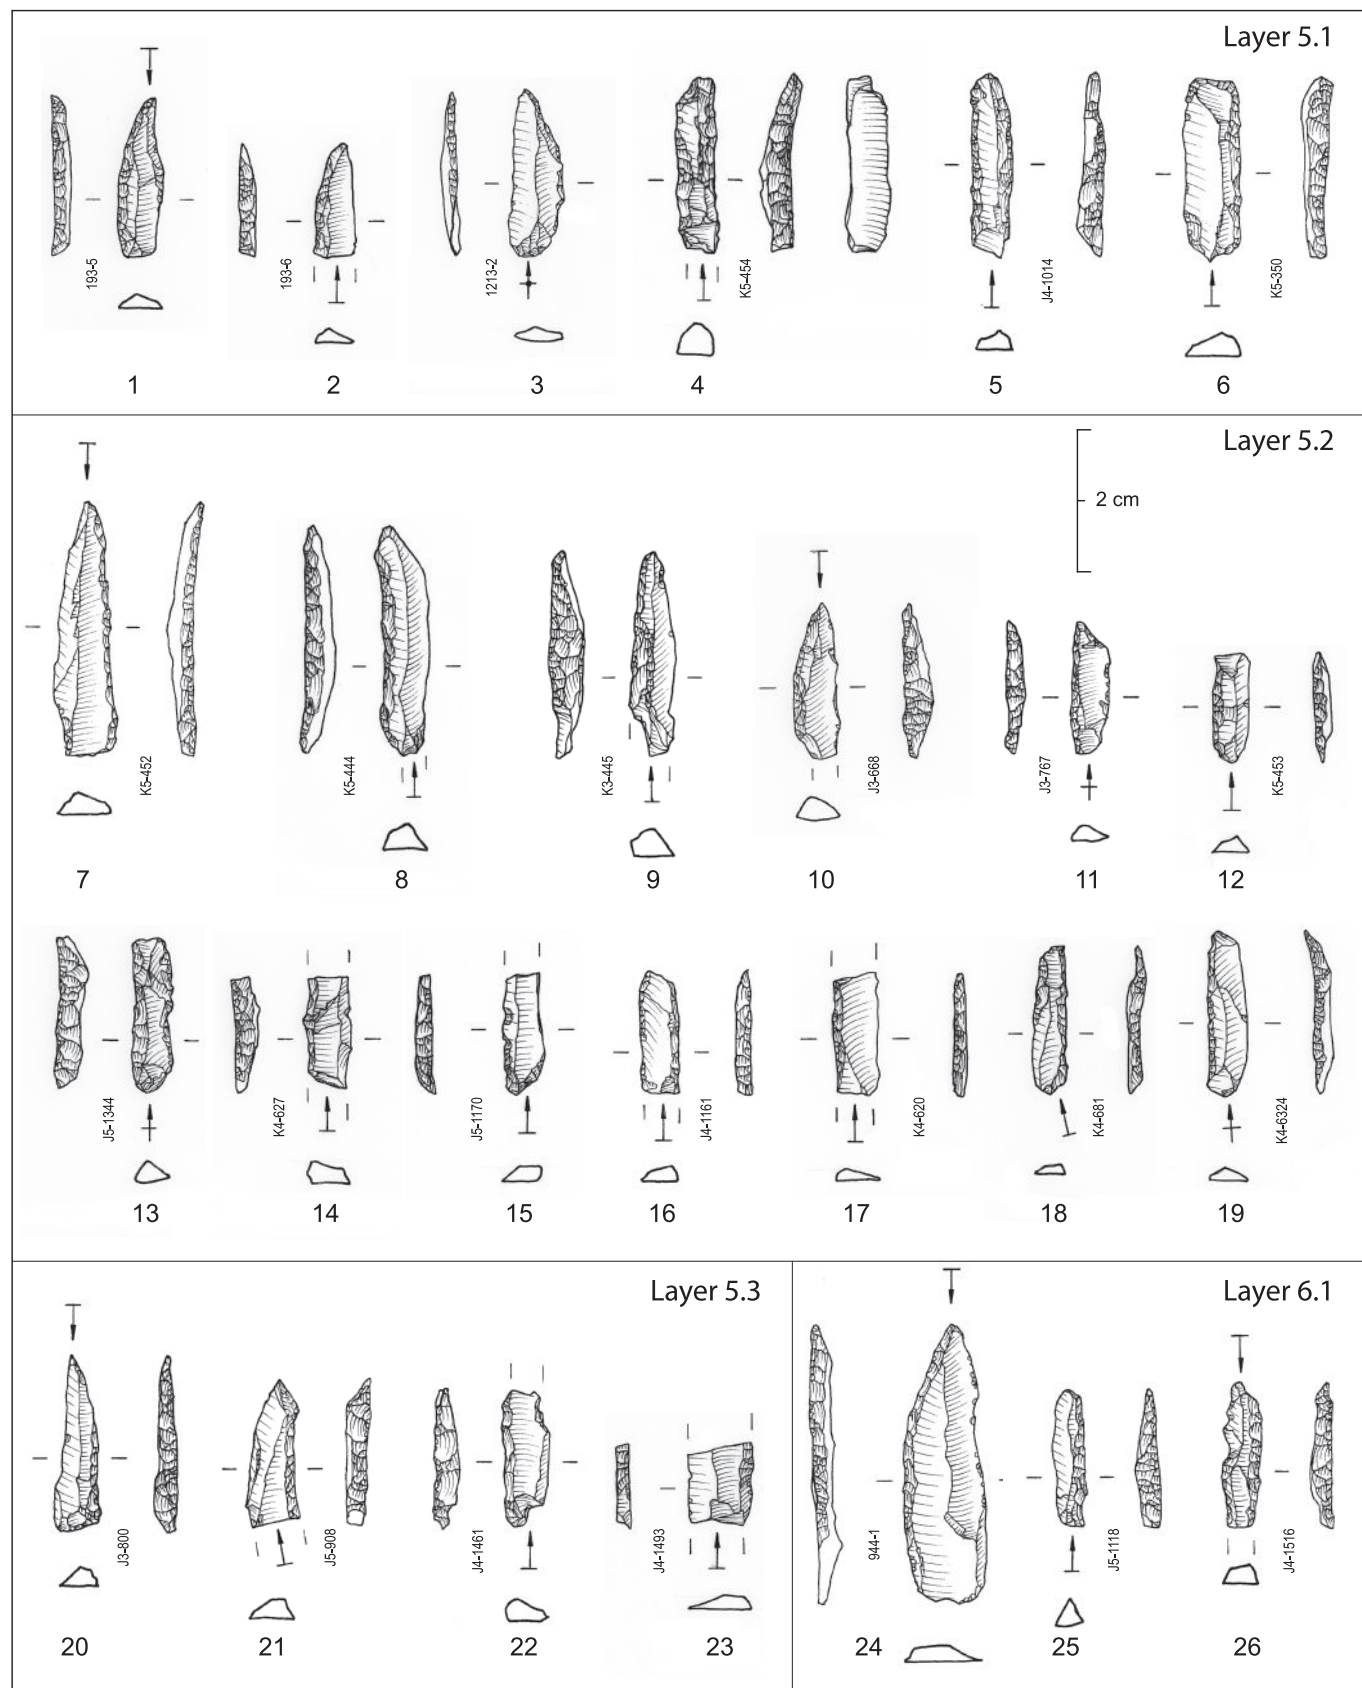 Layer 5.1
193-5
193-6
1213-2
K5-454
J4-1014
K5-350
1 2 3 4 5 6
Layer 5.2
2 cm
K5-452
K5-444
K3-445
J3-668
J3-767
K5-453
7 8 9 10 11 12
J5-1344
K4-627
J5-1170
J4-1161
K4-620
K4-681
K4-6324
13 14 15 16 17 18 19
Layer 5.3
J3-800
J5-908
J4-1461
J4-1493
20 21 22 23
Layer 6.1
944-1
J5-1118
J4-1516
24 25 26